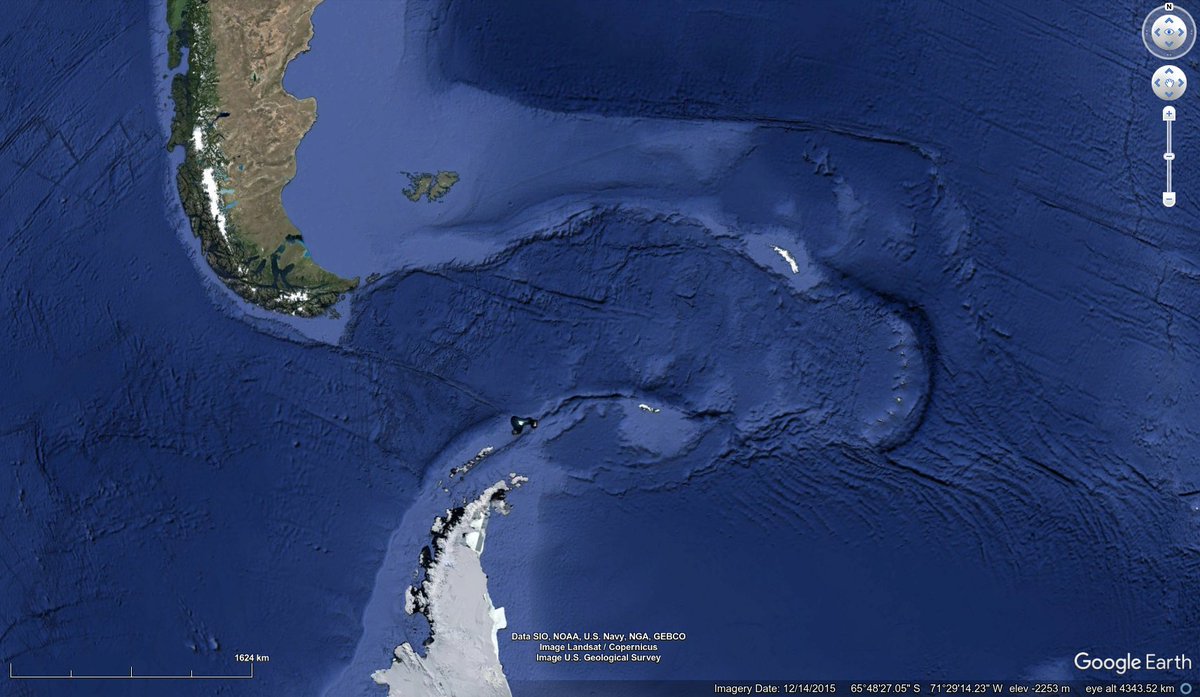 N
1624 km
Data SIO, NOAA, U.S. Navy, NGA, GEBCO
Image Landsat / Copernicus
Image U.S. Geological Survey
Google Earth
Imagery Date: 12/14/2015 65°48'27.05" S 71°29'14.23" W elev -2253 m eye alt 4343.52 km